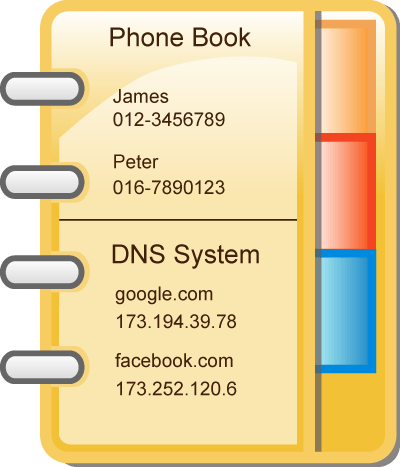 Phone Book
James
012-3456789
Peter
016-7890123
DNS System
google.com
173.194.39.78
facebook.com
173.252.120.6